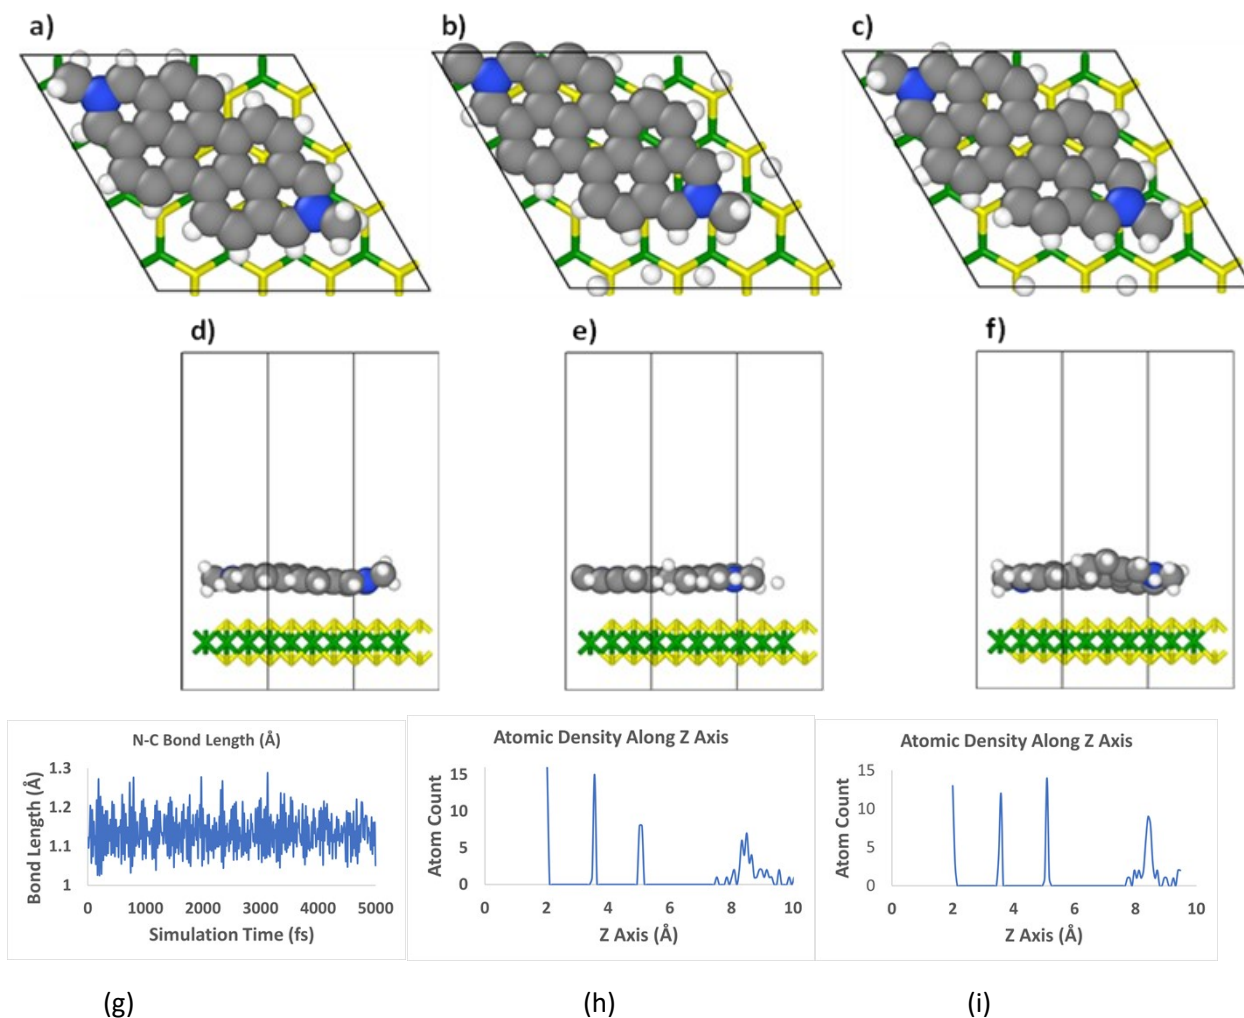 a)
b)
c)
d)
e)
f)
N-C Bond Length (Å)
Bond Length (Å)
1.3
1.2
1.1
1
0 1000 2000 3000 4000 5000
Simulation Time (fs)
Atomic Density Along Z Axis
Atom Count
15
10
5
0
0 2 4 6 8 10
Z Axis (Å)
Atomic Density Along Z Axis
Atom Count
15
10
5
0
0 2 4 6 8 10
Z Axis (Å)
(g)
(h)
(i)